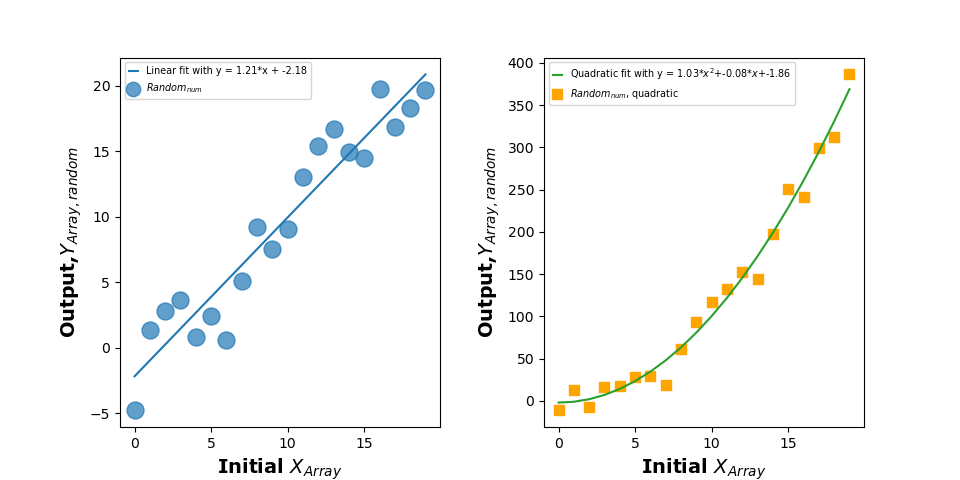 Linear fit with y = 1.21*x + -2.18
Random_num
20
15
10
5
0
−5
0 5 10 15
Output,Y_Array, random
Initial X_Array
Quadratic fit with y = 1.03*x²+-0.08*x+-1.86
Random_num, quadratic
400
350
300
250
200
150
100
50
0
0 5 10 15
Output,Y_Array, random
Initial X_Array